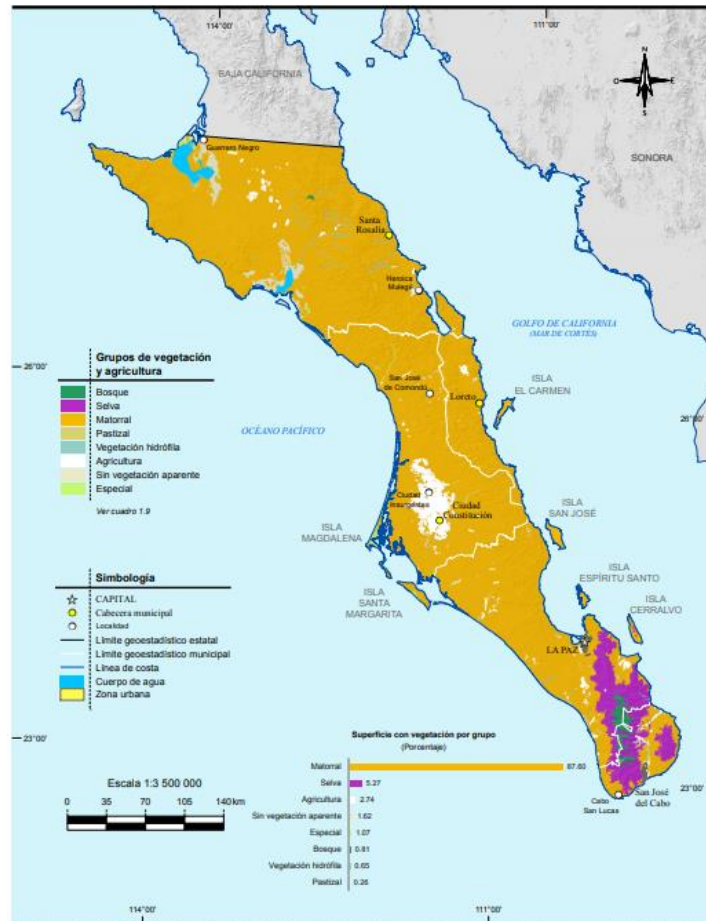 114°00'
111°00'
BAJA CALIFORNIA
N
O
E
S
SONORA
Guerrero Negro
Santa
Rosalía
Heroica
Mulegé
GOLFO DE CALIFORNIA
(MAR DE CORTÉS)
26°00'
26°00'
Grupos de vegetación
y agricultura
Bosque
Selva
Matorral
Pastizal
Vegetación hidrófila
Agricultura
Sin vegetación aparente
Especial
Ver cuadro 1.9
San José
de Comondú
Loreto
ISLA
EL CARMEN
OCÉANO PACÍFICO
Ciudad
Insurgentes
Ciudad
Constitución
ISLA
SAN JOSÉ
ISLA
MAGDALENA
ISLA
SANTA
MARGARITA
ISLA
ESPÍRITU SANTO
ISLA
CERRALVO
LA PAZ
Simbología
CAPITAL
Cabecera municipal
Localidad
Límite geoestadístico estatal
Límite geoestadístico municipal
Línea de costa
Cuerpo de agua
Zona urbana
23°00'
23°00'
Escala 1:3 500 000
0 35 70 105 140 km
San José
del Cabo
Cabo
San Lucas
Superficie con vegetación por grupo
(Porcentaje)
Matorral 87.60
Selva 5.27
Agricultura 2.74
Sin vegetación aparente 1.62
Especial 1.07
Bosque 0.81
Vegetación hidrófila 0.65
Pastizal 0.26
114°00'
111°00'